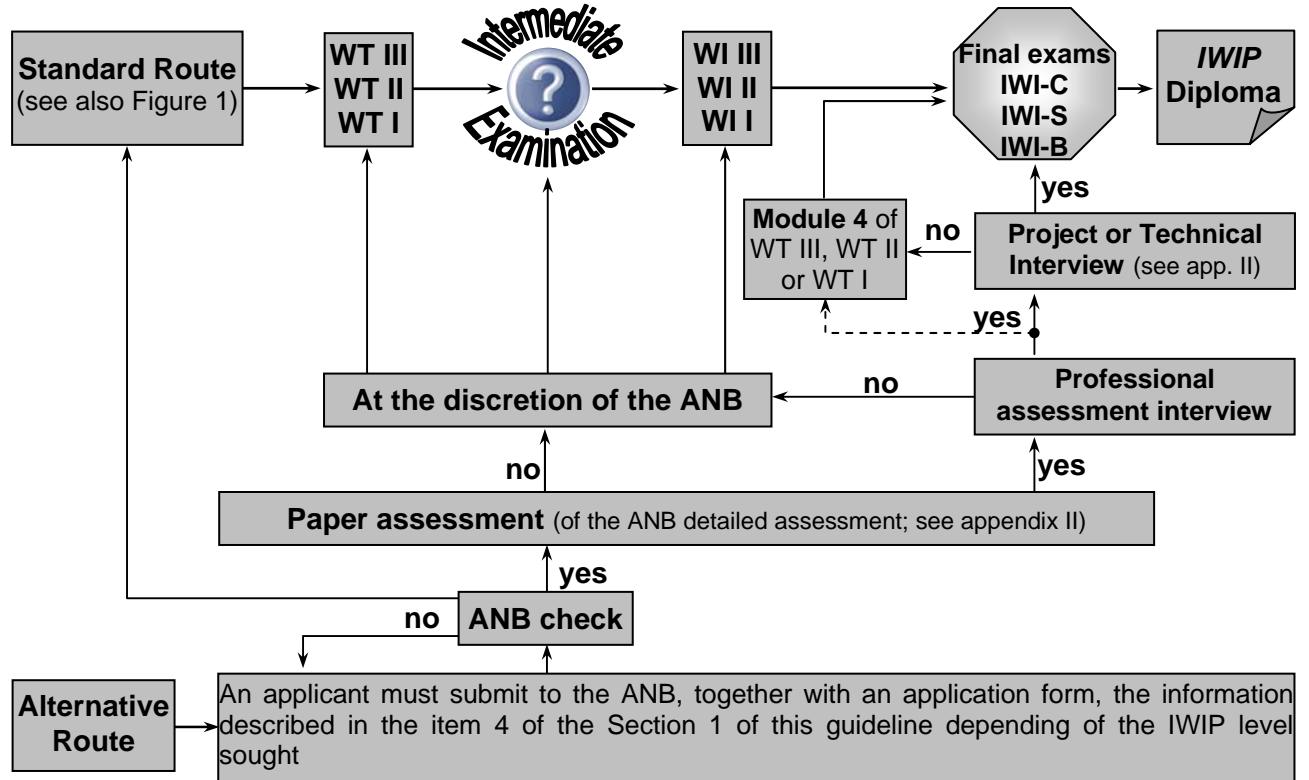 Standard Route
(see also Figure 1)
WT III
WT II
WT I
Intermediate
?
Examination
WI III
WI II
WI I
Final exams
IWI-C
IWI-S
IWI-B
IWIP
Diploma
yes
Module 4 of
WT III, WT II
or WT I
no
Project or Technical
Interview (see app. II)
yes
At the discretion of the ANB
no
Professional
assessment interview
no
yes
Paper assessment (of the ANB detailed assessment; see appendix II)
yes
no
ANB check
Alternative
Route
An applicant must submit to the ANB, together with an application form, the information
described in the item 4 of the Section 1 of this guideline depending of the IWIP level
sought